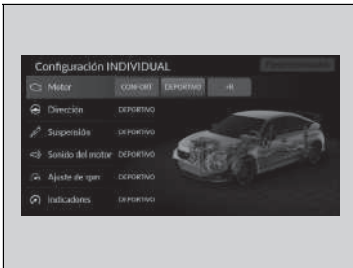 Configuración INDIVIDUAL
Motor CONFORT DEPORTIVO +R
Dirección DEPORTIVO
Suspensión DEPORTIVO
Sonido del motor DEPORTIVO
Ajuste de rpm DEPORTIVO
Indicadores DEPORTIVO